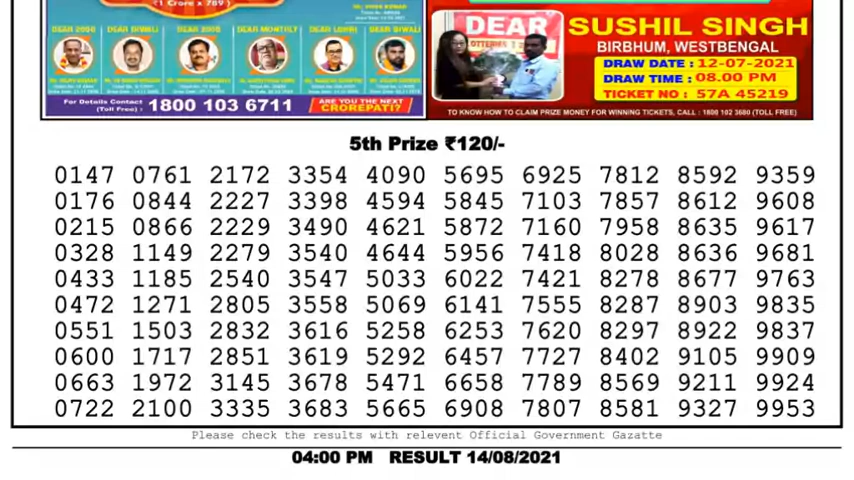 (1 Crore x 789)
DEAR 2000 DEAR DIWALI DEAR 2000 DEAR MONTHLY DEAR LOHRI DEAR DIWALI
For Details Contact
(Toll Free) : 1800 103 6711
ARE YOU THE NEXT
CROREPATI?
DEAR
LOTTERIES
SUSHIL SINGH
BIRBHUM, WESTBENGAL
DRAW DATE : 12-07-2021
DRAW TIME : 08.00 PM
TICKET NO : 57A 45219
TO KNOW HOW TO CLAIM PRIZE MONEY FOR WINNING TICKETS, CALL : 1800 102 3680 (TOLL FREE)
5th Prize ₹120/-
0147 0761 2172 3354 4090 5695 6925 7812 8592 9359
0176 0844 2227 3398 4594 5845 7103 7857 8612 9608
0215 0866 2229 3490 4621 5872 7160 7958 8635 9617
0328 1149 2279 3540 4644 5956 7418 8028 8636 9681
0433 1185 2540 3547 5033 6022 7421 8278 8677 9763
0472 1271 2805 3558 5069 6141 7555 8287 8903 9835
0551 1503 2832 3616 5258 6253 7620 8297 8922 9837
0600 1717 2851 3619 5292 6457 7727 8402 9105 9909
0663 1972 3145 3678 5471 6658 7789 8569 9211 9924
0722 2100 3335 3683 5665 6908 7807 8581 9327 9953
Please check the results with relevent Official Government Gazatte
04:00 PM RESULT 14/08/2021